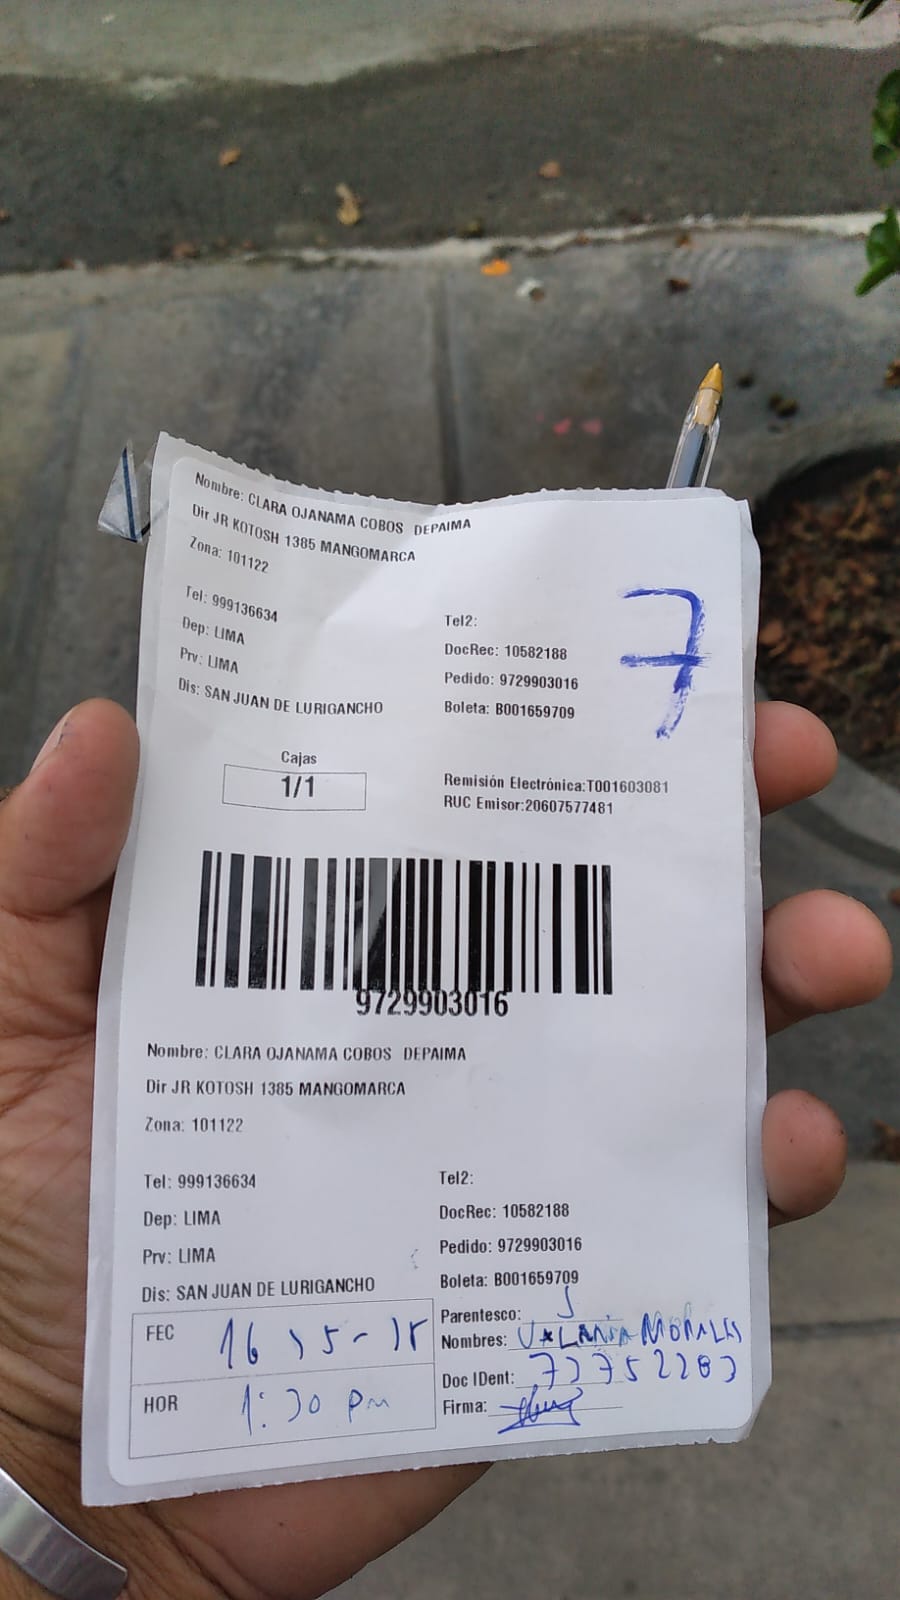 Nombre: CLARA OJANAMA COBOS DEPAIMA
Dir JR KOTOSH 1385 MANGOMARCA
Zona: 101122
Tel: 999136634
Tel2:
Dep: LIMA
DocRec: 10582188
Prv: LIMA
Pedido: 9729903016
Dis: SAN JUAN DE LURIGANCHO
Boleta: B001659709
7
Cajas
1/1
Remisión Electrónica:T001603081
RUC Emisor:20607577481
9729903016
Nombre: CLARA OJANAMA COBOS DEPAIMA
Dir JR KOTOSH 1385 MANGOMARCA
Zona: 101122
Tel: 999136634
Tel2:
Dep: LIMA
DocRec: 10582188
Prv: LIMA
Pedido: 9729903016
Dis: SAN JUAN DE LURIGANCHO
Boleta: B001659709
FEC
Parentesco:
Nombres: MORALES
HOR 1:30 pm
Doc IDent:
Firma: